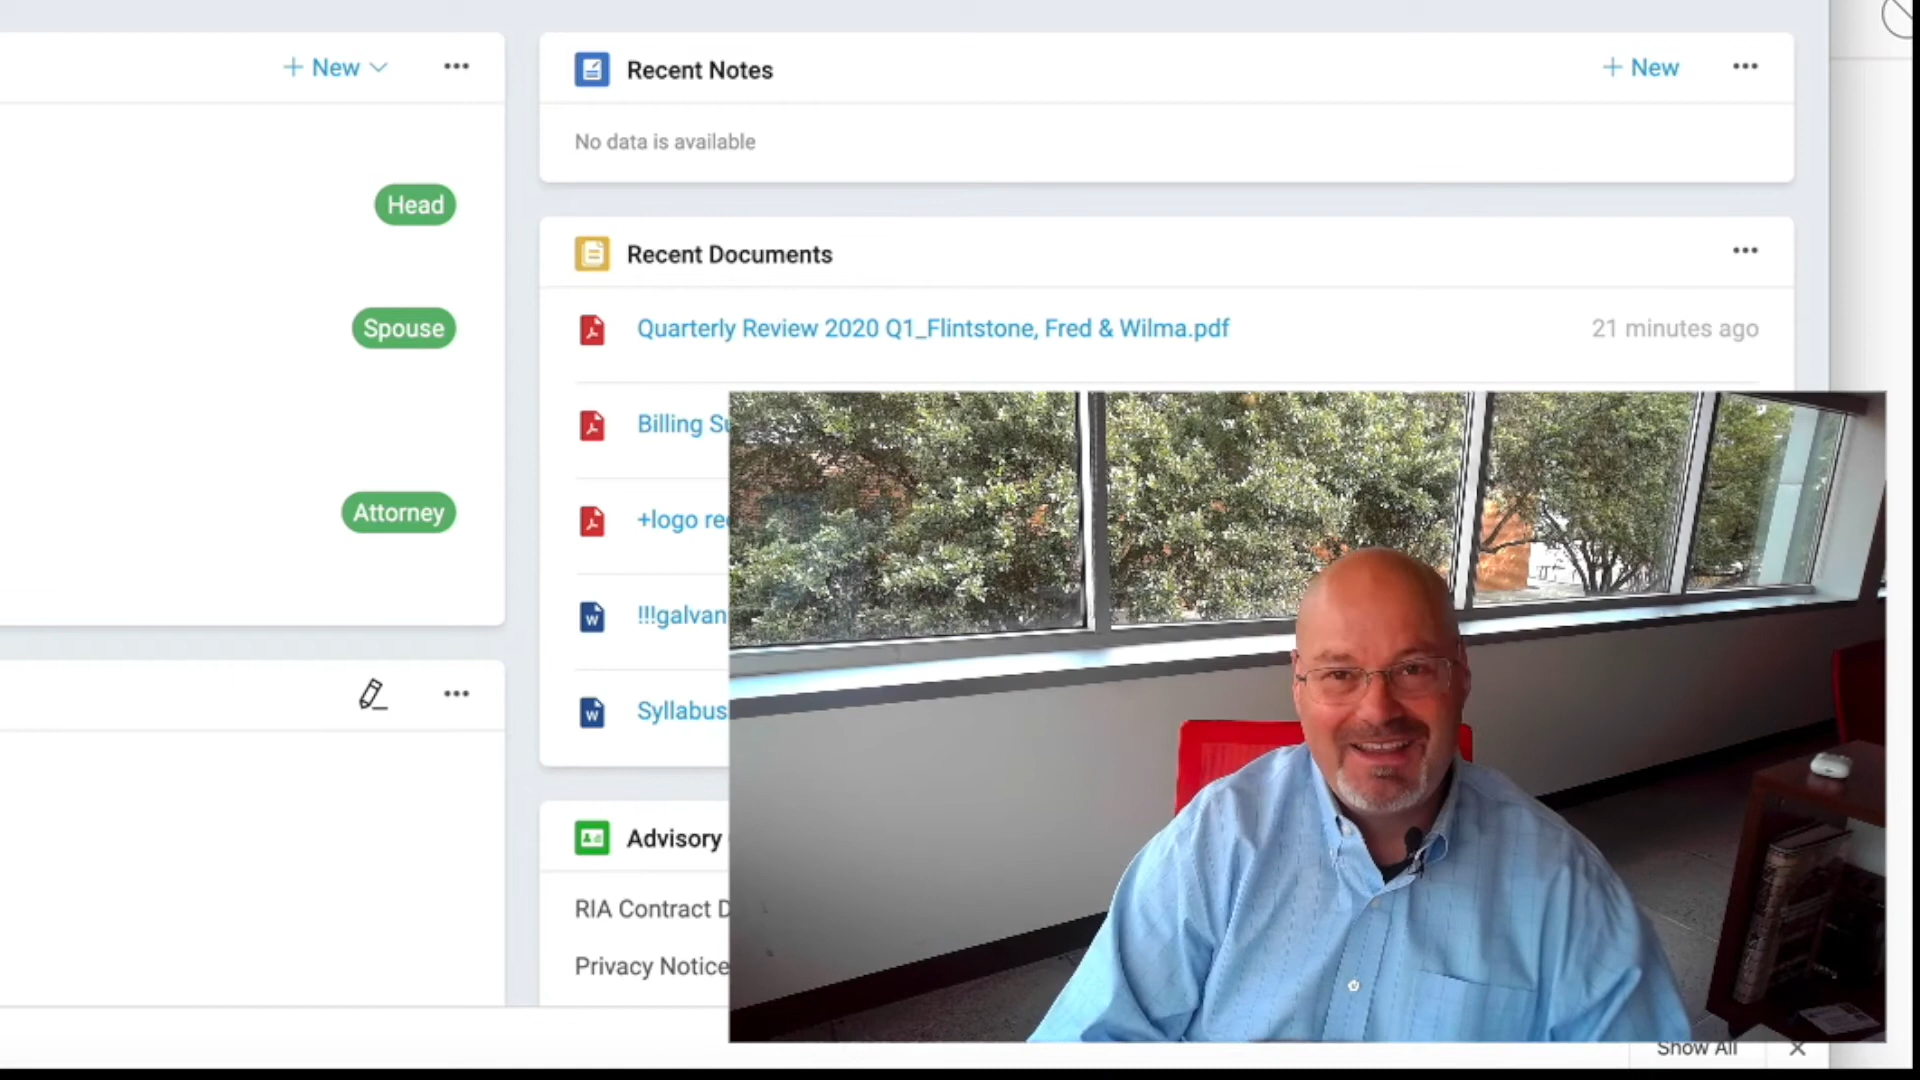 + New
Head
Spouse
Attorney
Recent Notes
+ New
No data is available
Recent Documents
Quarterly Review 2020 Q1_Flintstone, Fred & Wilma.pdf
21 minutes ago
Billing
+logo
!!!galvan
Syllabus
Advisory
RIA Contract
Privacy Notice
Show All